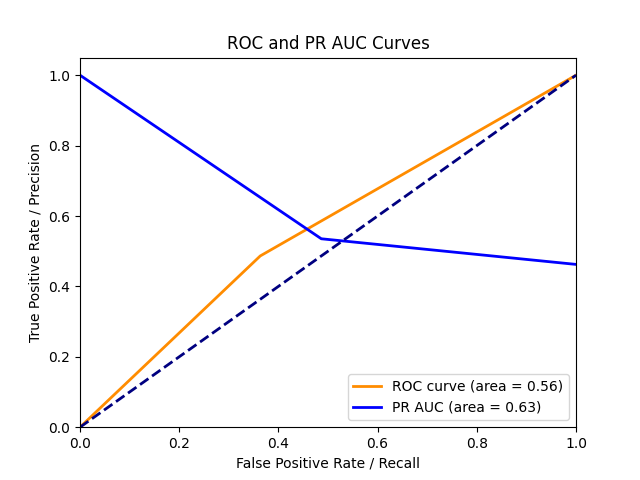 ROC and PR AUC Curves
True Positive Rate / Precision
1.0
0.8
0.6
0.4
0.2
0.0
0.0 0.2 0.4 0.6 0.8 1.0
ROC curve (area = 0.56)
PR AUC (area = 0.63)
False Positive Rate / Recall